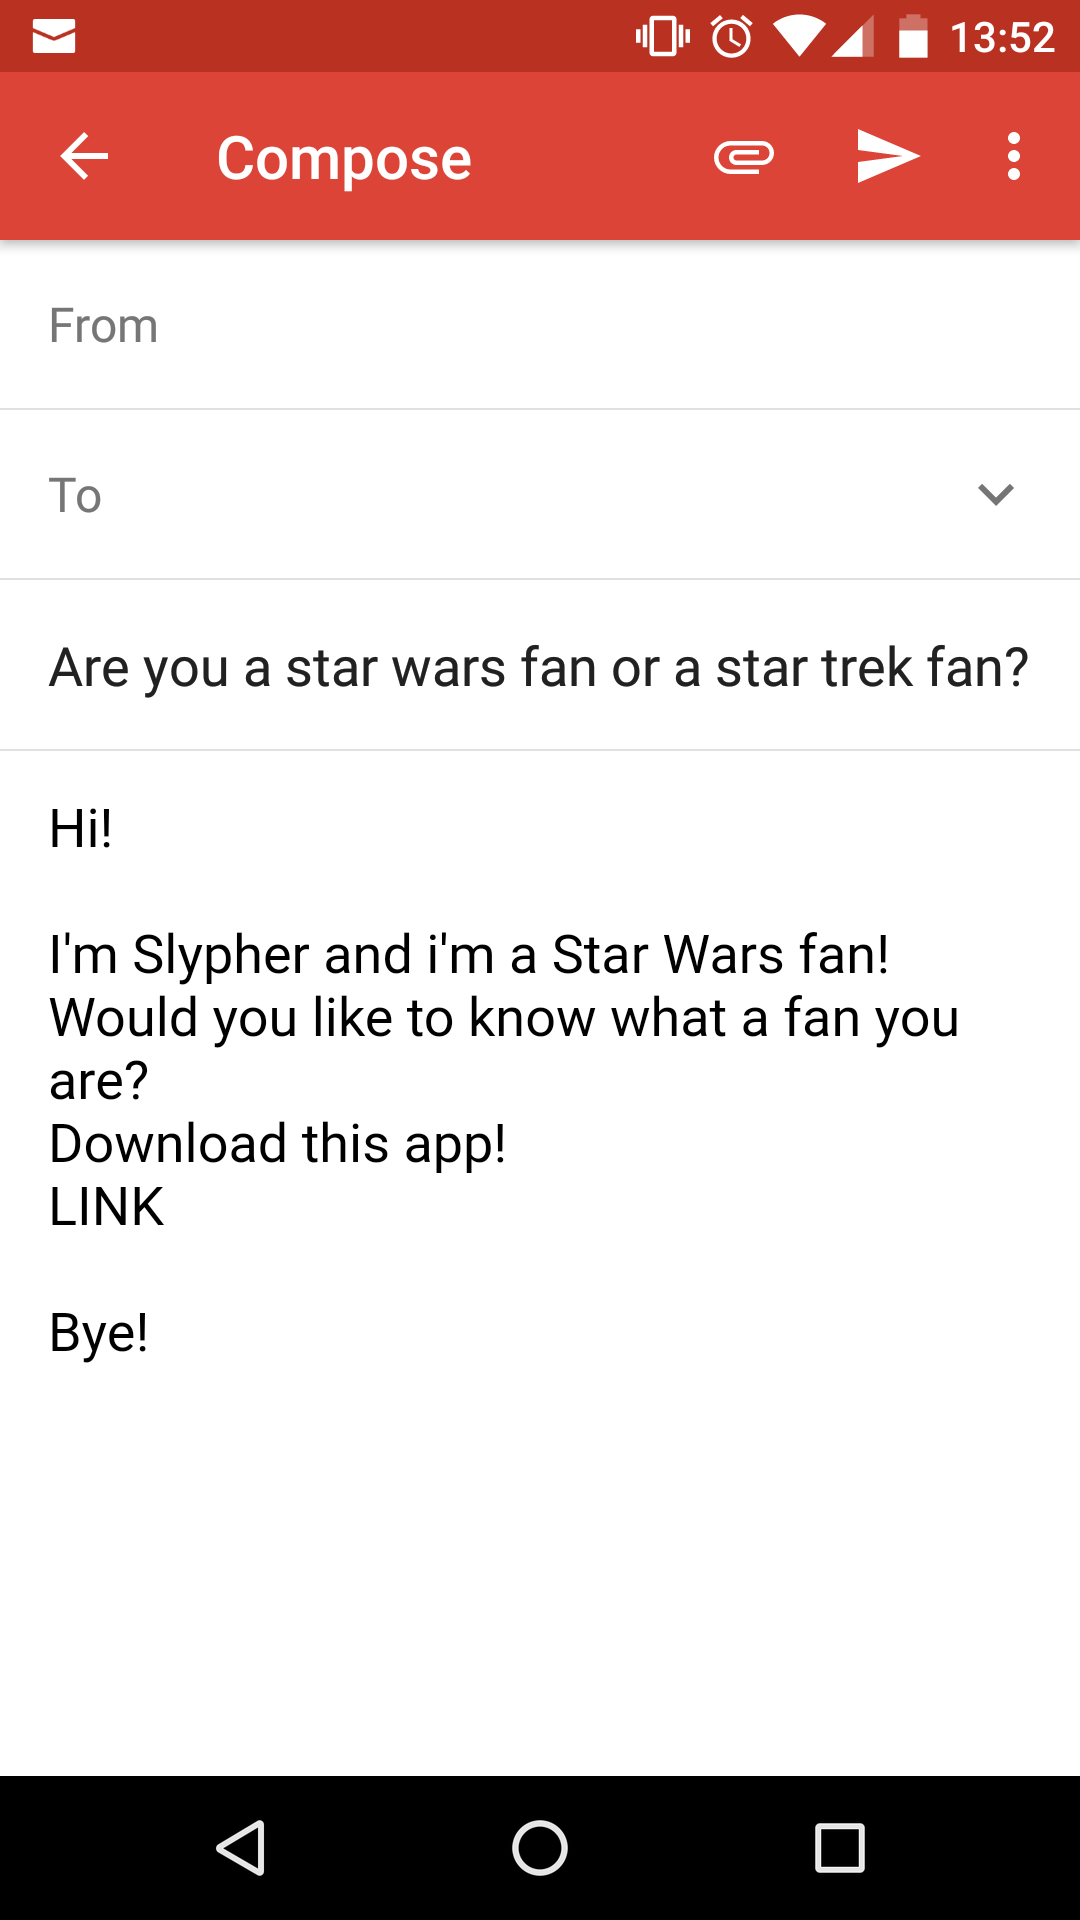 13:52
Compose
From
To
Are you a star wars fan or a star trek fan?
Hi!
I'm Slypher and i'm a Star Wars fan!
Would you like to know what a fan you
are?
Download this app!
LINK
Bye!